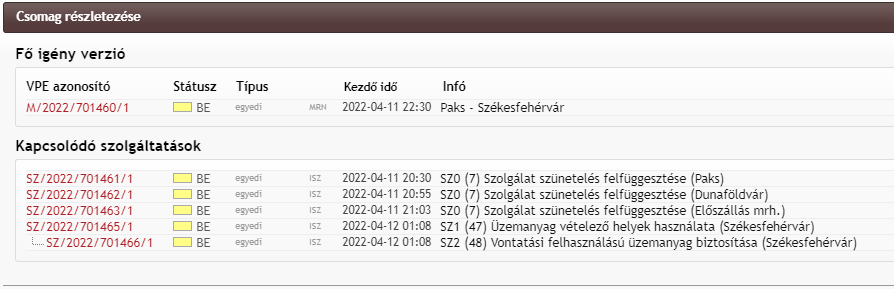 Csomag részletezése
Fő igény verzió
VPE azonosító Státusz Típus Kezdő idő Infó
M/2022/701460/1 BE egyedi MRN 2022-04-11 22:30 Paks - Székesfehérvár
Kapcsolódó szolgáltatások
SZ/2022/701461/1 BE egyedi ISZ 2022-04-11 20:30 SZ0 (7) Szolgálat szünetelés felfüggesztése (Paks)
SZ/2022/701462/1 BE egyedi ISZ 2022-04-11 20:55 SZ0 (7) Szolgálat szünetelés felfüggesztése (Dunaföldvár)
SZ/2022/701463/1 BE egyedi ISZ 2022-04-11 21:03 SZ0 (7) Szolgálat szünetelés felfüggesztése (Előszállás mrh.)
SZ/2022/701465/1 BE egyedi ISZ 2022-04-12 01:08 SZ1 (47) Üzemanyag vételező helyek használata (Székesfehérvár)
SZ/2022/701466/1 BE egyedi ISZ 2022-04-12 01:08 SZ2 (48) Vontatási felhasználású üzemanyag biztosítása (Székesfehérvár)